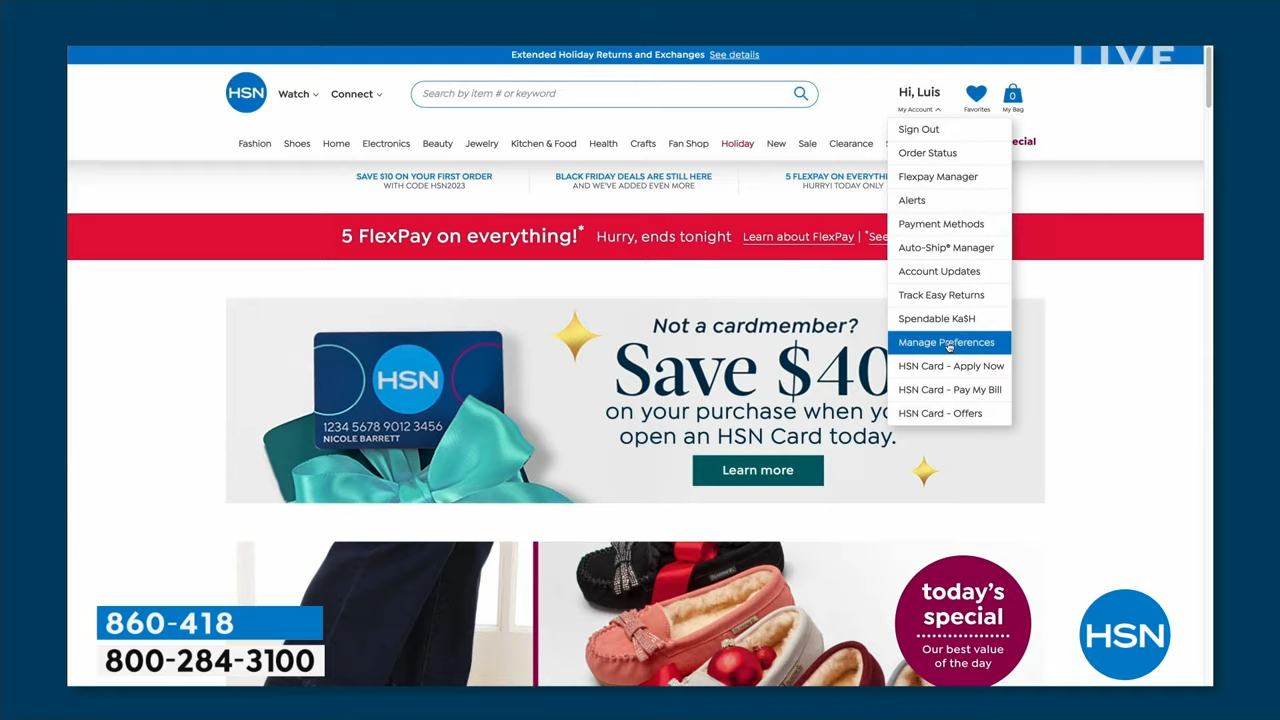 Extended Holiday Returns and Exchanges See details
LIVE
HSN
Watch
Connect
Search by item # or keyword
Hi, Luis
My Account
Favorites
0
My Bag
Fashion Shoes Home Electronics Beauty Jewelry Kitchen & Food Health Crafts Fan Shop Holiday New Sale Clearance
ecial
Sign Out
Order Status
Flexpay Manager
Alerts
Payment Methods
Auto-Ship® Manager
Account Updates
Track Easy Returns
Spendable Ka$H
Manage Preferences
HSN Card - Apply Now
HSN Card - Pay My Bill
HSN Card - Offers
SAVE $10 ON YOUR FIRST ORDER
WITH CODE HSN2023
BLACK FRIDAY DEALS ARE STILL HERE
AND WE'VE ADDED EVEN MORE
5 FLEXPAY ON EVERYTHI
HURRY! TODAY ONLY
5 FlexPay on everything!* Hurry, ends tonight Learn about FlexPay | *See
Not a cardmember?
Save $40
on your purchase when yo
open an HSN Card today.
Learn more
HSN
1234 5678 9012 3456
NICOLE BARRETT
today's
special
Our best value
of the day
860-418
800-284-3100
HSN